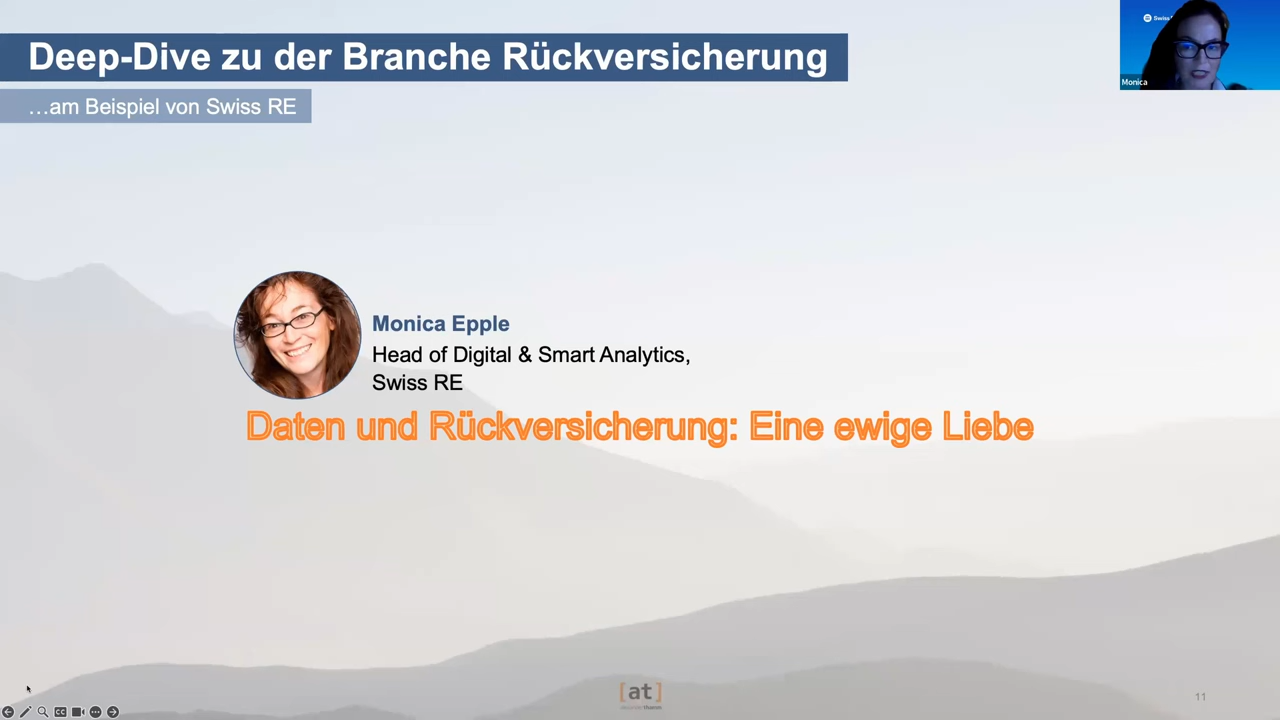 Deep-Dive zu der Branche Rückversicherung
…am Beispiel von Swiss RE
Swiss
Monica
Monica Epple
Head of Digital & Smart Analytics,
Swiss RE
Daten und Rückversicherung: Eine ewige Liebe
[at]
11